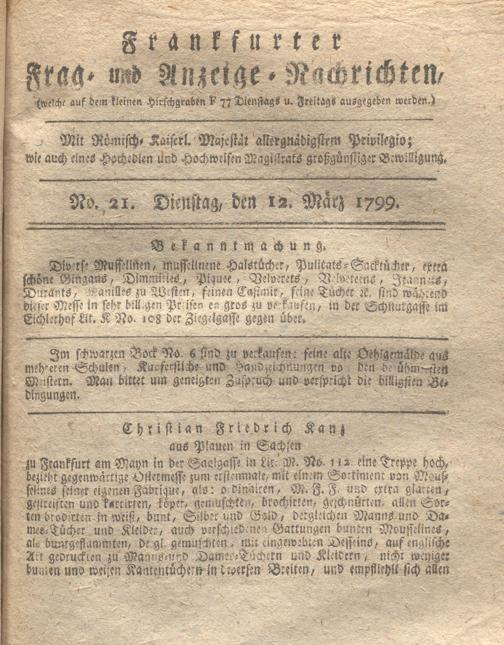 Frankfurter
Frag- und Anzeige-Nachrichten,
(welche auf dem kleinen Hirschgraben F 77 Dienstags u. Freitags ausgegeben werden.)
Mit Römisch-Kaiserl. Majestät allergnädigstem Privilegio;
wie auch eines Hochedlen und Hochweisen Magistrats großgünstiger Bewilligung.
No. 21. Dienstag, den 12. März 1799.
Bekanntmachung.
Diverse Musselinen, musselinene Halstücher, Pulicats-Sacktücher, extra
schöne Gingans, Dimmities, Piquee, Velverets, Velvetens, Jeannets,
Durants, Manilles zu Westen, feinen Casimir, feine Tücher &c. sind während
dieser Messe in sehr billigen Preisen en gros zu verkaufen, in der Schnurgasse im
Eichlerhof Lit. K No. 108 der Ziegelgasse gegen über.
Im schwarzen Bock No. 6 sind zu verkaufen: feine alte Oehlgemälde aus
mehreren Schulen, Kupferstiche und Handzeichnungen von den berühmtesten
Meistern. Man bittet um geneigten Zuspruch und verspricht die billigsten Be-
dingungen.
Christian Friedrich Kanz
aus Plauen in Sachsen
zu Frankfurt am Mayn in der Saalgasse in Lit. M. No. 112 eine Treppe hoch,
bezieht gegenwärtige Ostermesse zum erstenmale, mit einem Sortiment von Mous-
selines seiner eigenen Fabrique, als: ordinairen, M. F. F. und extra glatten,
gestreiften und karrirten, köper, gemuschten, brochirten, geschnürten, allen Sor-
ten brodirten in weiß, bunt, Silber und Gold, dergleichen Manns und Da-
mes-Tücher und Kleider, auch verschiedene Gattungen bunten Mousselines,
als buntgeflammten, dergl. gemuschten, mit eingewebten Desseins, auf englische
Art gedruckten zu Manns- und Dames-Tüchern und Kleidern, nicht weniger
bunten und weißen Kantentüchern in diversen Breiten, und empfiehlt sich allen